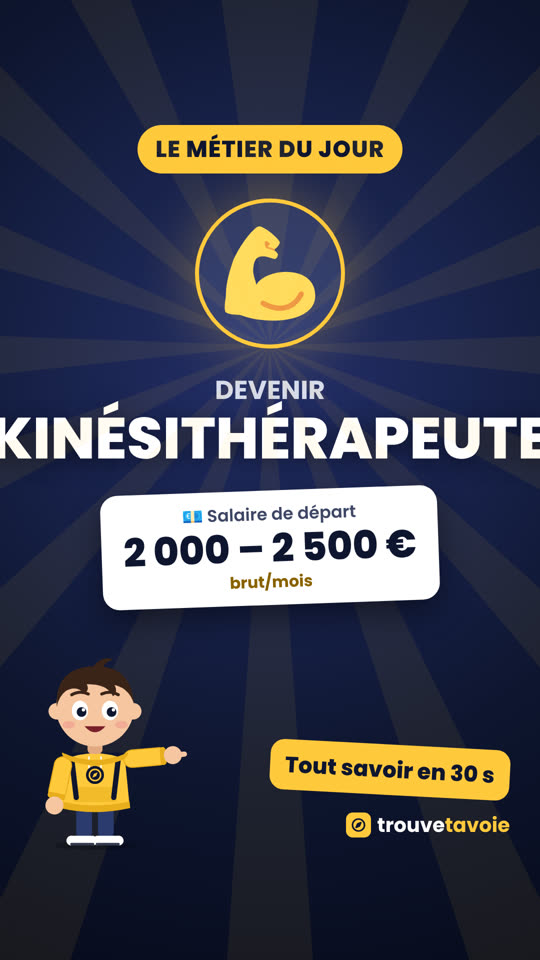 LE MÉTIER DU JOUR
DEVENIR
KINÉSITHÉRAPEUTE
💶 Salaire de départ
2 000 – 2 500 €
brut/mois
Tout savoir en 30 s
trouvetavoie